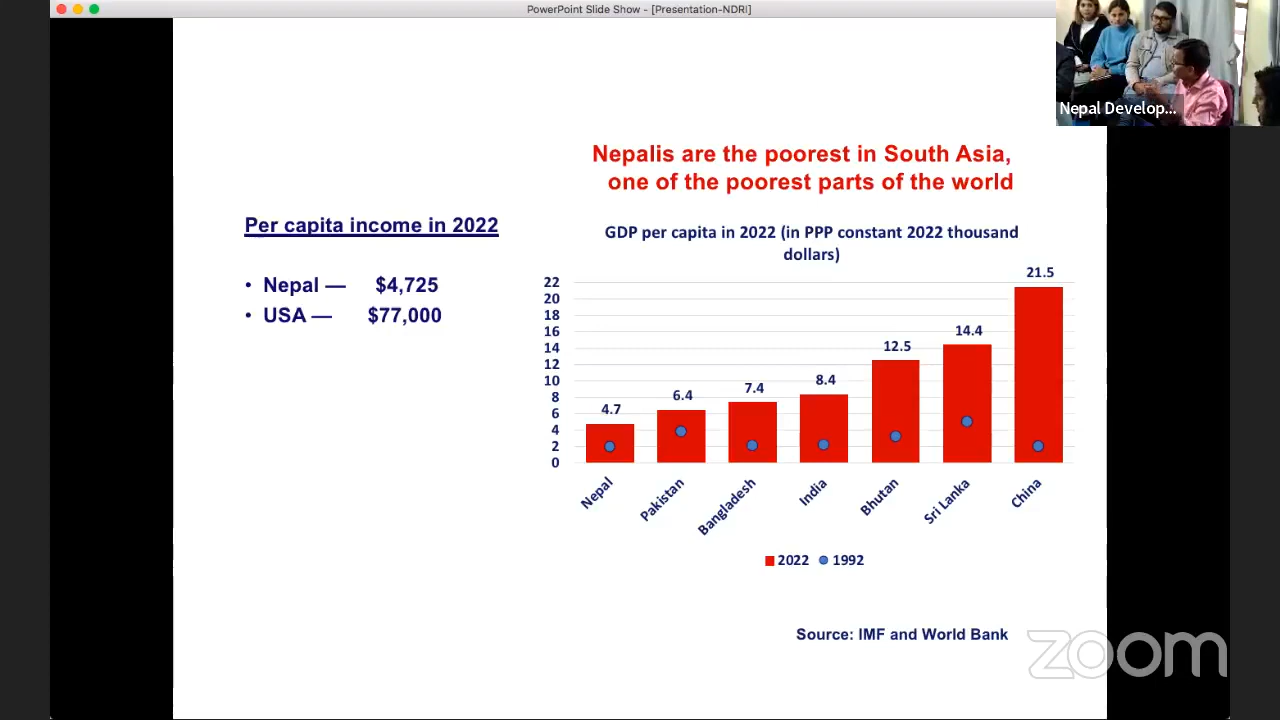 PowerPoint Slide Show - [Presentation-NDRI]
Nepal Develop...
Nepalis are the poorest in South Asia,
one of the poorest parts of the world
Per capita income in 2022
• Nepal — $4,725
• USA — $77,000
GDP per capita in 2022 (in PPP constant 2022 thousand
dollars)
22
20
18
16
14
12
10
8
6
4
2
0
4.7
6.4
7.4
8.4
12.5
14.4
21.5
Nepal
Pakistan
Bangladesh
India
Bhutan
Sri Lanka
China
2022 1992
Source: IMF and World Bank
zoom